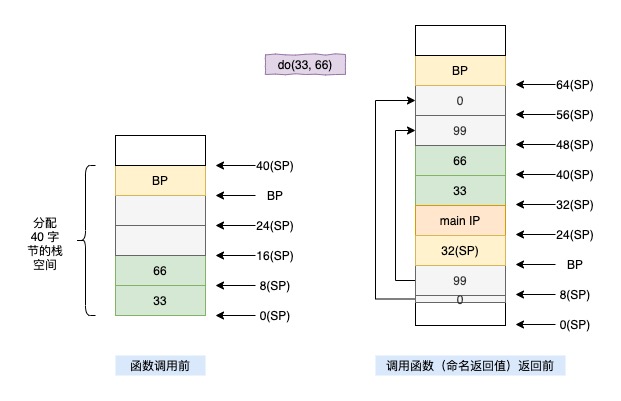 do(33, 66)
分配
40 字
节的栈
空间
BP
66
33
40(SP)
BP
24(SP)
16(SP)
8(SP)
0(SP)
函数调用前
BP
0
99
66
33
main IP
32(SP)
99
0
64(SP)
56(SP)
48(SP)
40(SP)
32(SP)
24(SP)
BP
8(SP)
0(SP)
调用函数（命名返回值）返回前